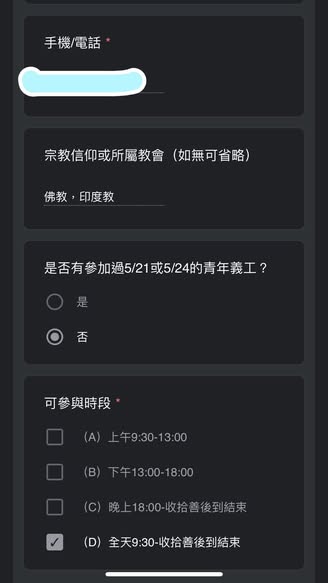 手機/電話 *
宗教信仰或所屬教會（如無可省略）
佛教，印度教
是否有參加過5/21或5/24的青年義工？
是
否
可參與時段 *
（A）上午9:30-13:00
（B）下午13:00-18:00
（C）晚上18:00-收拾善後到結束
（D）全天9:30-收拾善後到結束